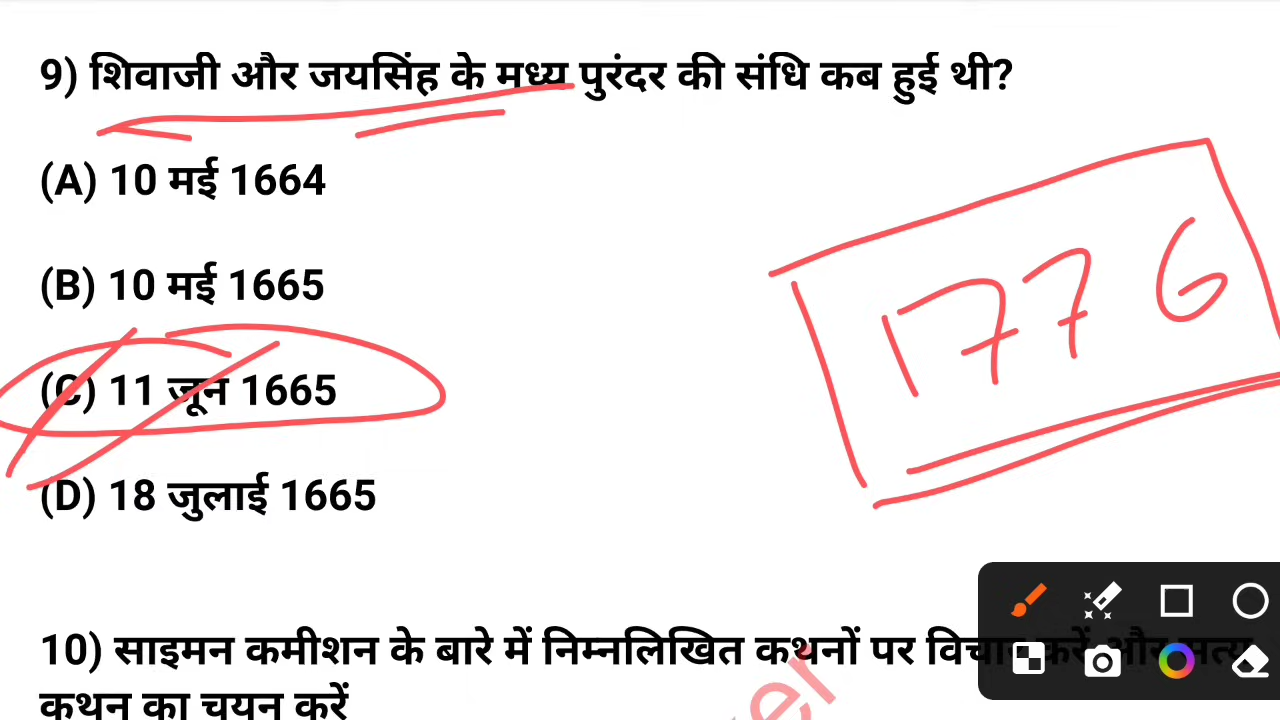 9) शिवाजी और जयसिंह के मध्य पुरंदर की संधि कब हुई थी?
(A) 10 मई 1664
1776
(B) 10 मई 1665
(C) 11 जून 1665
(D) 18 जुलाई 1665
10) साइमन कमीशन के बारे में निम्नलिखित कथनों पर विचार करें और सत्य
कथन का चयन करें